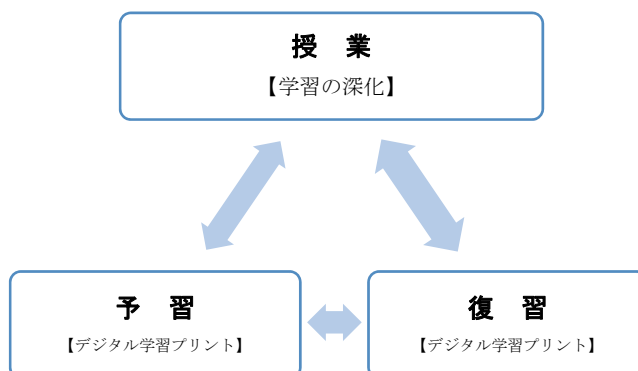 授　業
【学習の深化】
予　習
【デジタル学習プリント】
復　習
【デジタル学習プリント】